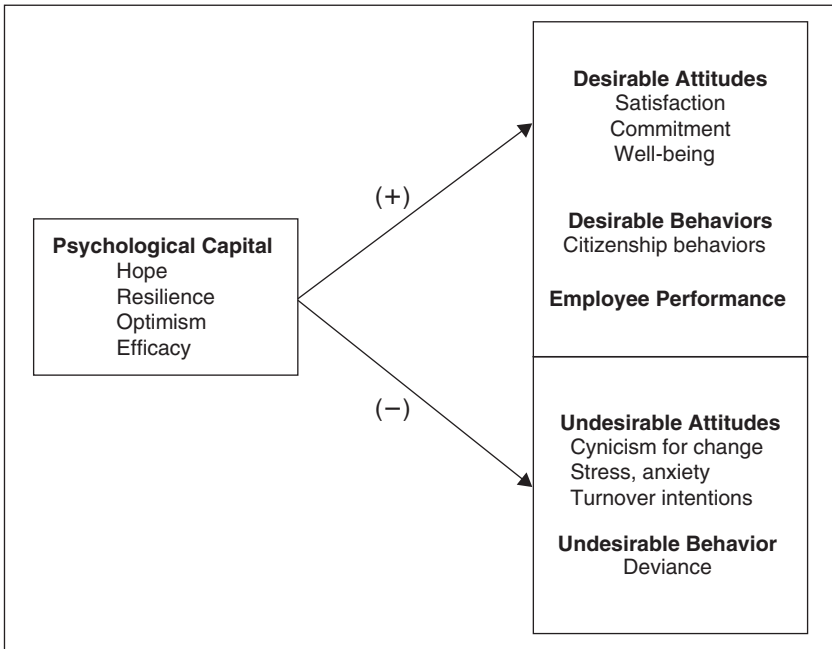 Psychological Capital
Hope
Resilience
Optimism
Efficacy
(+)
(−)
Desirable Attitudes
Satisfaction
Commitment
Well-being
Desirable Behaviors
Citizenship behaviors
Employee Performance
Undesirable Attitudes
Cynicism for change
Stress, anxiety
Turnover intentions
Undesirable Behavior
Deviance